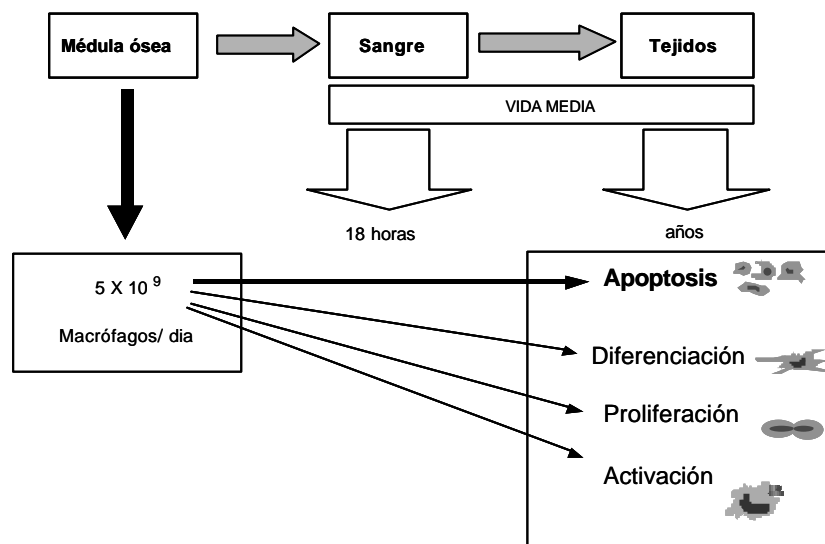 Médula ósea
Sangre
Tejidos
VIDA MEDIA
18 horas
años
5 X 10 9
Macrófagos/ dia
Apoptosis
Diferenciación
Proliferación
Activación